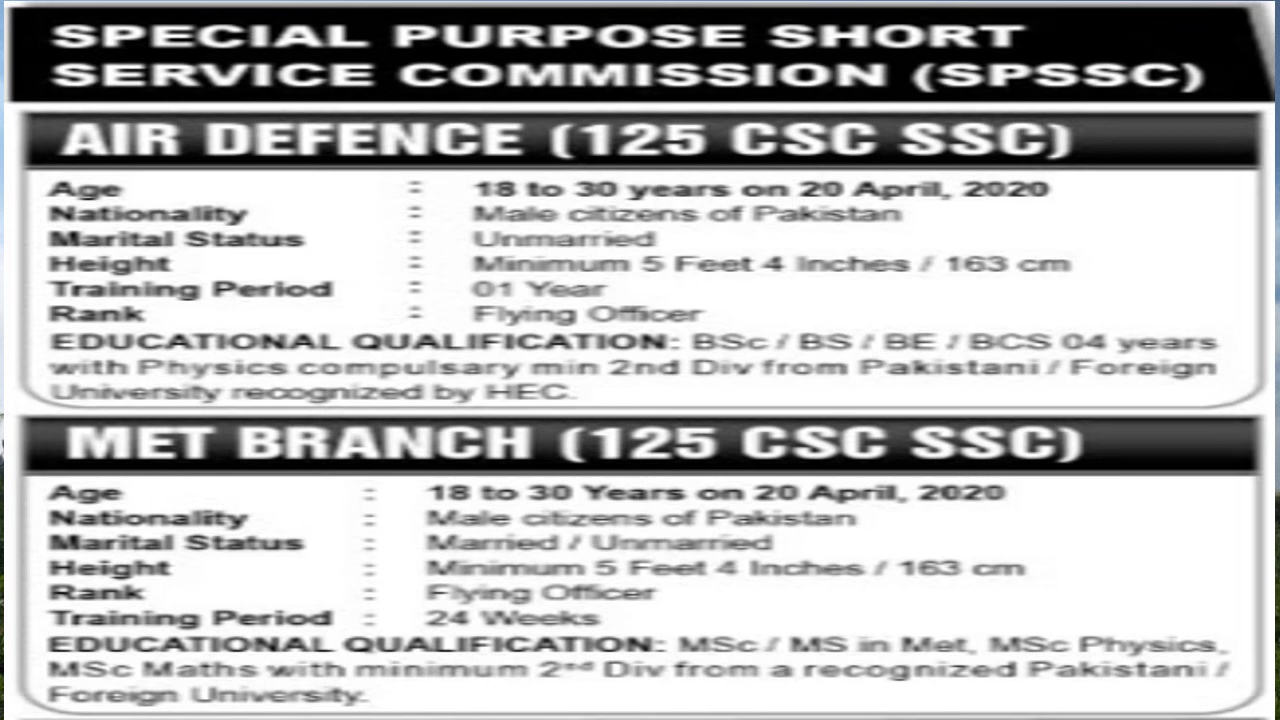 SPECIAL PURPOSE SHORT
SERVICE COMMISSION (SPSSC)
AIR DEFENCE (125 CSC SSC)
Age : 18 to 30 years on 20 April, 2020
Nationality : Male citizens of Pakistan
Marital Status : Unmarried
Height : Minimum 5 Feet 4 Inches / 163 cm
Training Period : 01 Year
Rank : Flying Officer
EDUCATIONAL QUALIFICATION: BSc / BS / BE / BCS 04 years
with Physics compulsary min 2nd Div from Pakistani / Foreign
University recognized by HEC.
MET BRANCH (125 CSC SSC)
Age : 18 to 30 Years on 20 April, 2020
Nationality : Male citizens of Pakistan
Marital Status : Married / Unmarried
Height : Minimum 5 Feet 4 Inches / 163 cm
Rank : Flying Officer
Training Period : 24 Weeks
EDUCATIONAL QUALIFICATION: MSc / MS in Met, MSc Physics,
MSc Maths with minimum 2nd Div from a recognized Pakistani /
Foreign University.